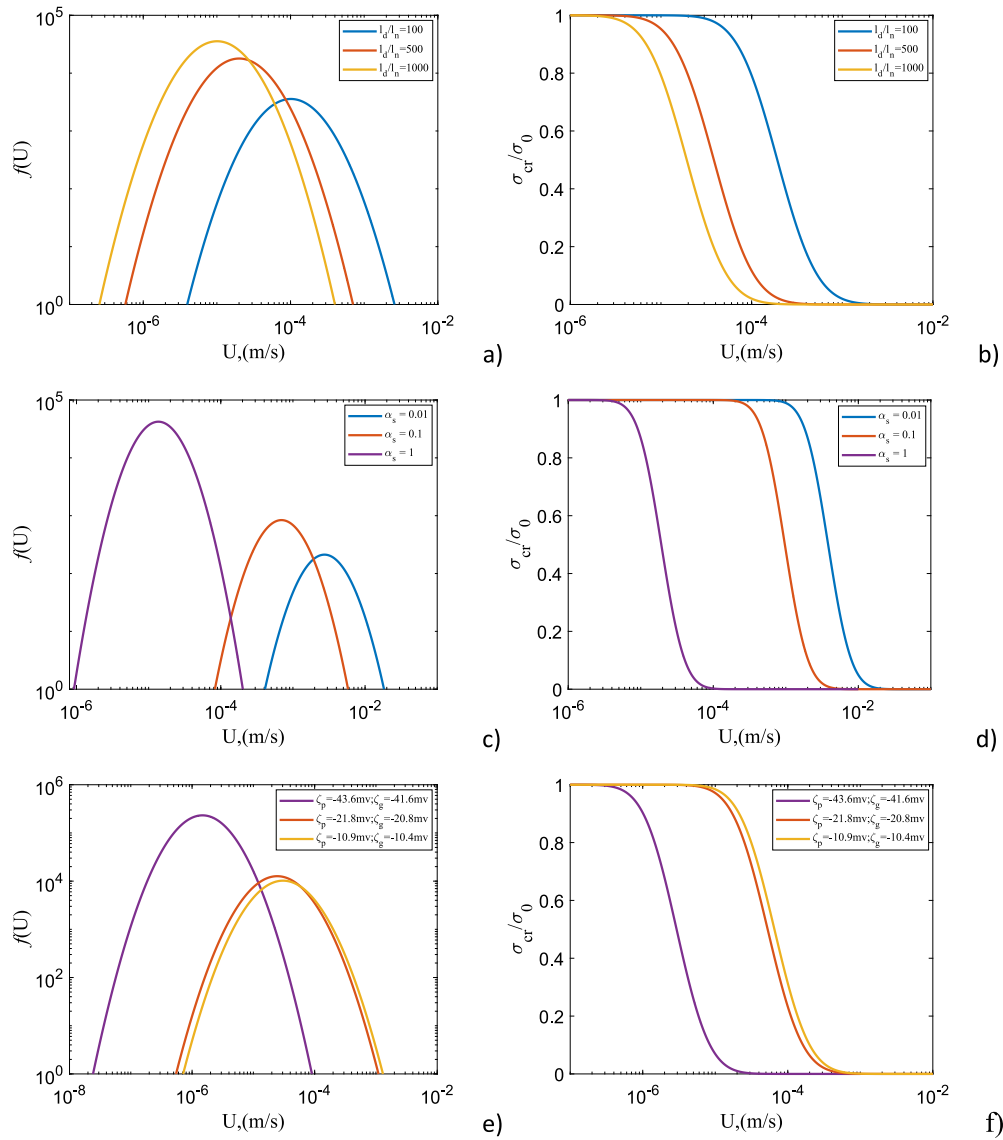 10^5
l_d/l_n=100
l_d/l_n=500
l_d/l_n=1000
f(U)
10^0
10^-6
10^-4
10^-2
U,(m/s)
a)
1
0.8
0.6
0.4
0.2
0
σ_cr/σ_0
l_d/l_n=100
l_d/l_n=500
l_d/l_n=1000
10^-6
10^-4
10^-2
U,(m/s)
b)
10^5
α_s = 0.01
α_s = 0.1
α_s = 1
f(U)
10^0
10^-6
10^-4
10^-2
U,(m/s)
c)
1
0.8
0.6
0.4
0.2
0
σ_cr/σ_0
α_s = 0.01
α_s = 0.1
α_s = 1
10^-6
10^-4
10^-2
U,(m/s)
d)
10^6
10^4
10^2
10^0
f(U)
ζ_p=-43.6mv;ζ_g=-41.6mv
ζ_p=-21.8mv;ζ_g=-20.8mv
ζ_p=-10.9mv;ζ_g=-10.4mv
10^-8
10^-6
10^-4
10^-2
U,(m/s)
e)
1
0.8
0.6
0.4
0.2
0
σ_cr/σ_0
ζ_p=-43.6mv;ζ_g=-41.6mv
ζ_p=-21.8mv;ζ_g=-20.8mv
ζ_p=-10.9mv;ζ_g=-10.4mv
10^-6
10^-4
10^-2
U,(m/s)
f)